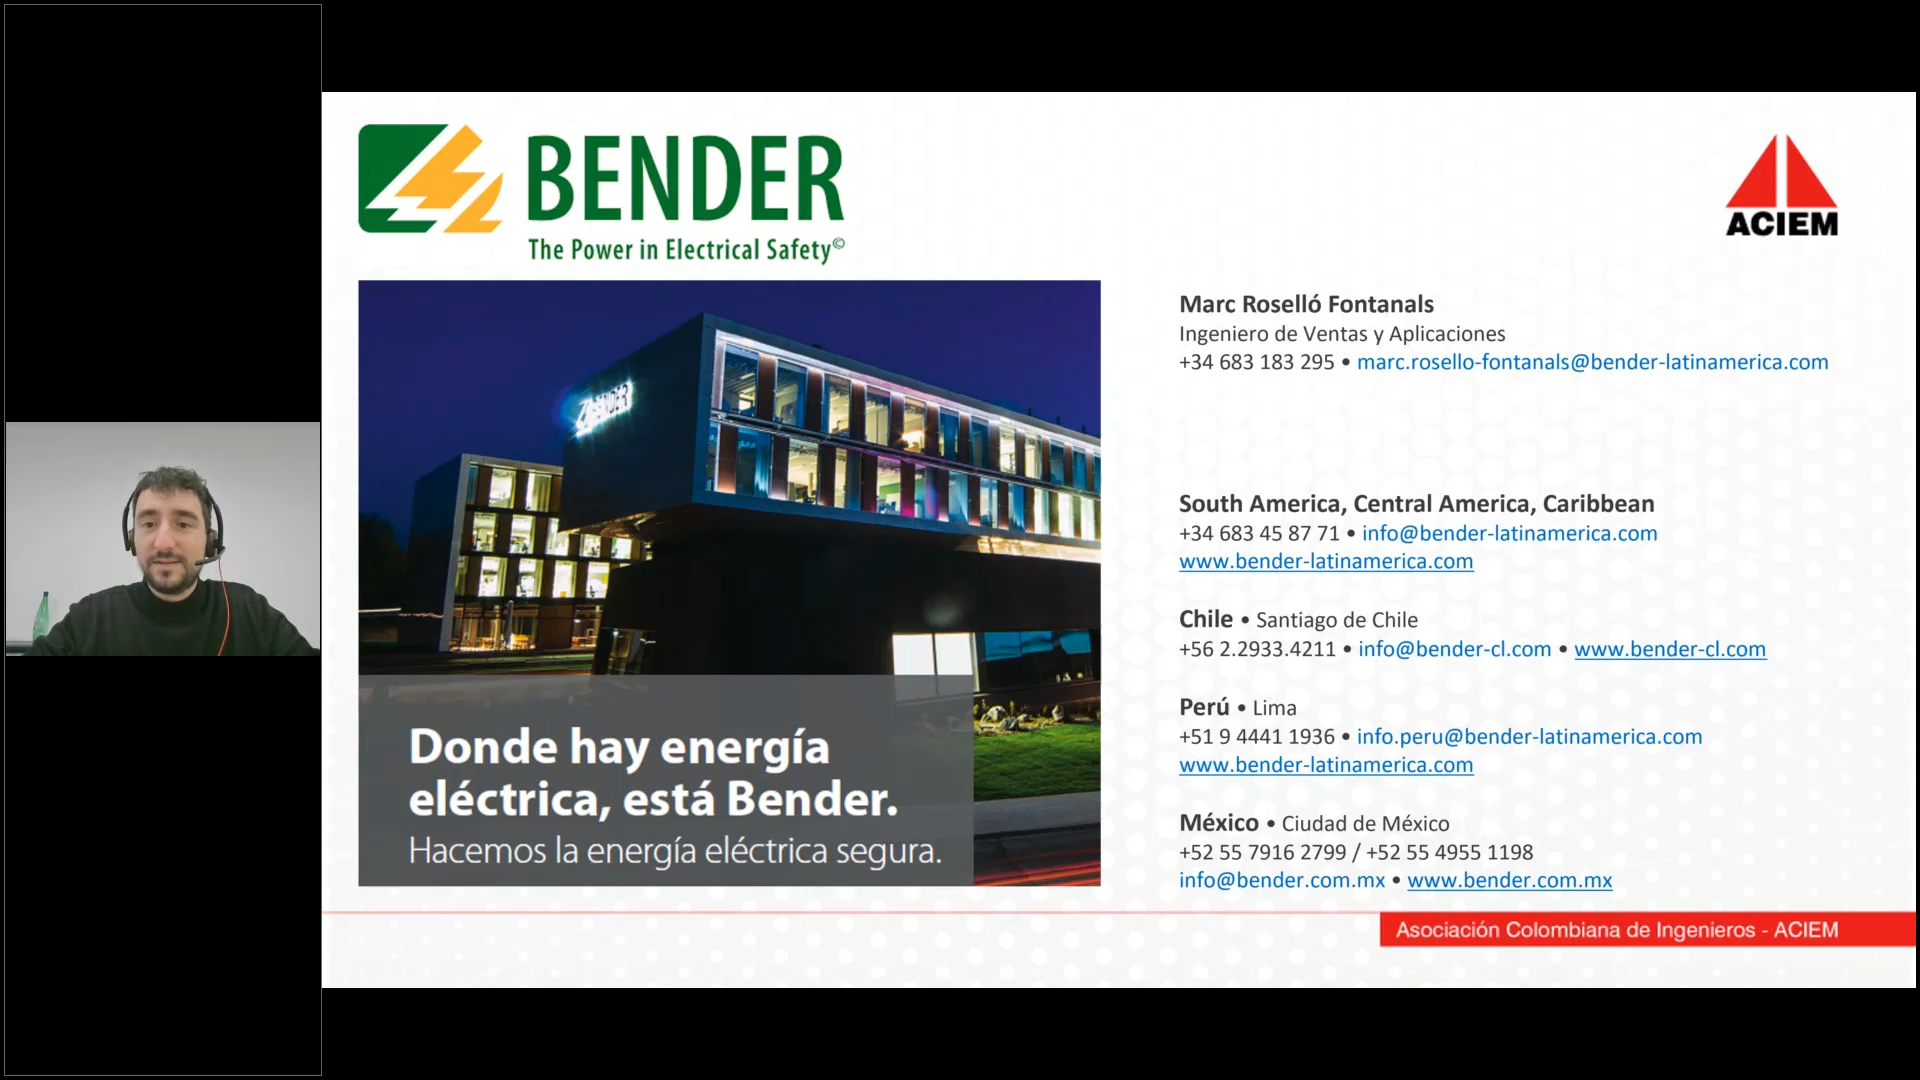 BENDER
The Power in Electrical Safety©
ACIEM
BENDER
Donde hay energía
eléctrica, está Bender.
Hacemos la energía eléctrica segura.
Marc Roselló Fontanals
Ingeniero de Ventas y Aplicaciones
+34 683 183 295 • marc.rosello-fontanals@bender-latinamerica.com
South America, Central America, Caribbean
+34 683 45 87 71 • info@bender-latinamerica.com
www.bender-latinamerica.com
Chile • Santiago de Chile
+56 2.2933.4211 • info@bender-cl.com • www.bender-cl.com
Perú • Lima
+51 9 4441 1936 • info.peru@bender-latinamerica.com
www.bender-latinamerica.com
México • Ciudad de México
+52 55 7916 2799 / +52 55 4955 1198
info@bender.com.mx • www.bender.com.mx
Asociación Colombiana de Ingenieros - ACIEM